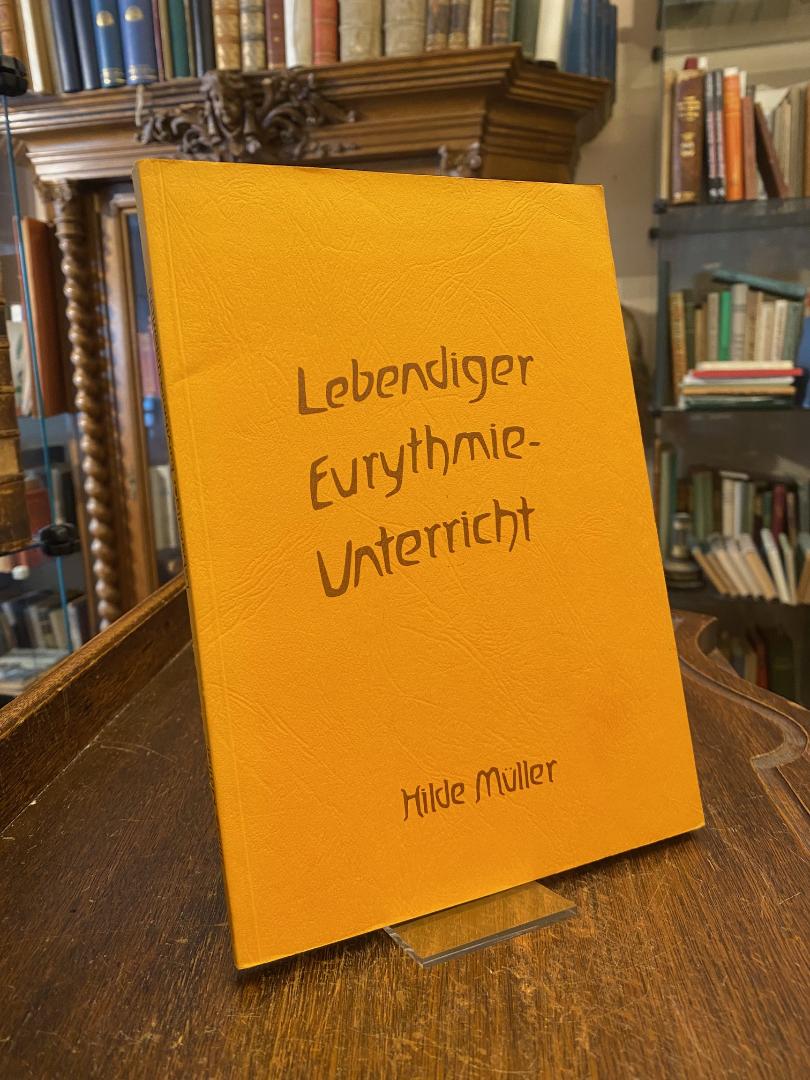 Lebendiger
Eurythmie-
Unterricht
Hilde Müller